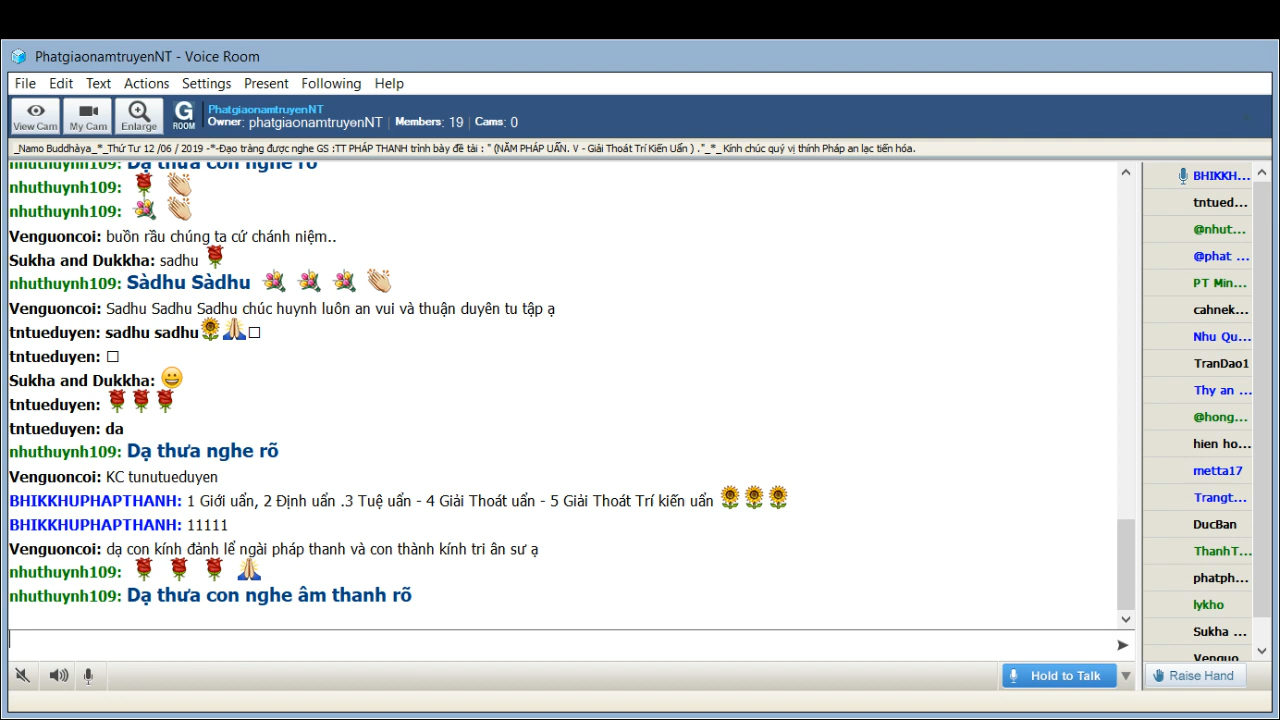 PhatgiaonamtruyenNT - Voice Room
File Edit Text Actions Settings Present Following Help
View Cam My Cam Enlarge G ROOM PhatgiaonamtruyenNT
Owner: phatgiaonamtruyenNT | Members: 19 | Cams: 0
_Namo Buddhàya_*_Thứ Tư 12 /06 / 2019 -*-Đạo tràng được nghe GS :TT PHÁP THANH trình bày đề tài : " (NĂM PHÁP UẨN. V - Giải Thoát Trí Kiến Uẩn ) ."_*_ Kính chúc quý vị thính Pháp an lạc tiến hóa.
nhuthuynh109: Dạ thưa con nghe rõ
nhuthuynh109:
nhuthuynh109:
Venguoncoi: buồn rầu chúng ta cứ chánh niệm..
Sukha and Dukkha: sadhu
nhuthuynh109: Sàdhu Sàdhu
Venguoncoi: Sadhu Sadhu Sadhu chúc huynh luôn an vui và thuận duyên tu tập ạ
tntueduyen: sadhu sadhu
tntueduyen:
Sukha and Dukkha:
tntueduyen:
tntueduyen: da
nhuthuynh109: Dạ thưa nghe rõ
Venguoncoi: KC tunutueduyen
BHIKKHUPHAPTHANH: 1 Giới uẩn, 2 Định uẩn .3 Tuệ uẩn - 4 Giải Thoát uẩn - 5 Giải Thoát Trí kiến uẩn
BHIKKHUPHAPTHANH: 11111
Venguoncoi: dạ con kính đảnh lể ngài pháp thanh và con thành kính tri ân sư ạ
nhuthuynh109:
nhuthuynh109: Dạ thưa con nghe âm thanh rõ
BHIKKH...
tntued...
@nhut...
@phat ...
PT Min...
cahnek...
Nhu Qu...
TranDao1
Thy an ...
@hong...
hien ho...
metta17
Trangt...
DucBan
ThanhT...
phatph...
lykho
Sukha ...
Venguo...
Hold to Talk
Raise Hand